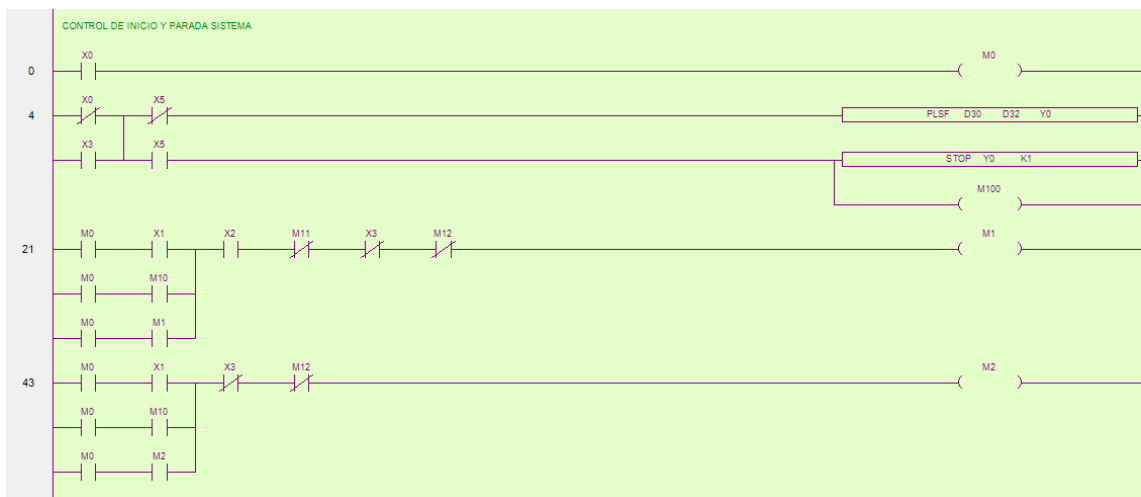 CONTROL DE INICIO Y PARADA SISTEMA
X0 M0
0
X0 X5
4 PLSF D30 D32 Y0
X3 X5
STOP Y0 K1
M100
M0 X1 X2 M11 X3 M12 M1
21
M0 M10
M0 M1
M0 X1 X3 M12 M2
43
M0 M10
M0 M2